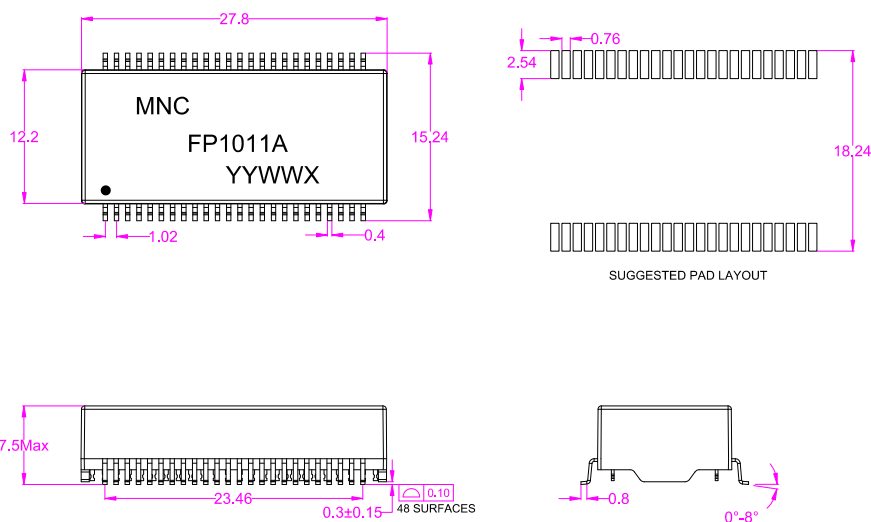 27.8
0.76
2.54
MNC
12.2
FP1011A
15.24
18.24
YYWWX
1.02
0.4
SUGGESTED PAD LAYOUT
7.5Max
23.46
0.10
0.8
0.3±0.15
48 SURFACES
0°-8°